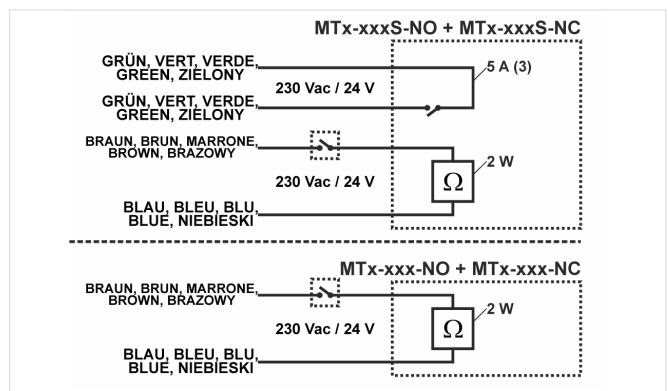 MTx-xxxS-NO + MTx-xxxS-NC
GRÜN, VERT, VERDE,
GREEN, ZIELONY
5 A (3)
230 Vac / 24 V
GRÜN, VERT, VERDE,
GREEN, ZIELONY
BRAUN, BRUN, MARRONE,
BROWN, BRAZOWY
2 W
Ω
230 Vac / 24 V
BLAU, BLEU, BLU,
BLUE, NIEBIESKI
MTx-xxx-NO + MTx-xxx-NC
BRAUN, BRUN, MARRONE,
BROWN, BRAZOWY
2 W
Ω
230 Vac / 24 V
BLAU, BLEU, BLU,
BLUE, NIEBIESKI